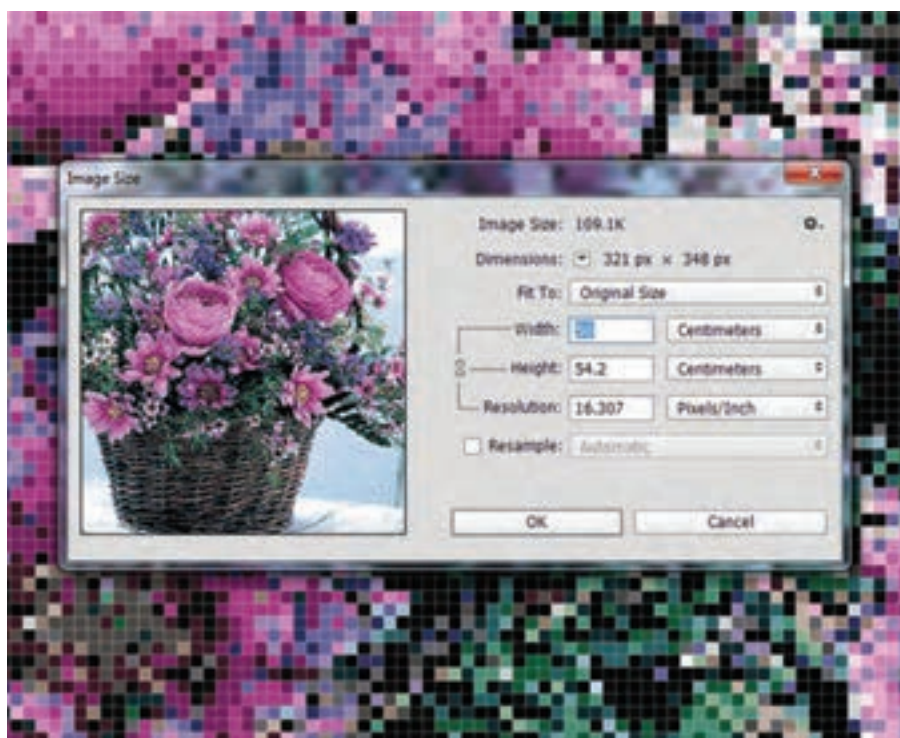 Image Size
Image Size: 109.1K
Dimensions: 321 px × 348 px
Fit To: Original Size
Width: Centimeters
Height: 54.2 Centimeters
Resolution: 16.307 Pixels/Inch
Resample: Automatic
OK Cancel